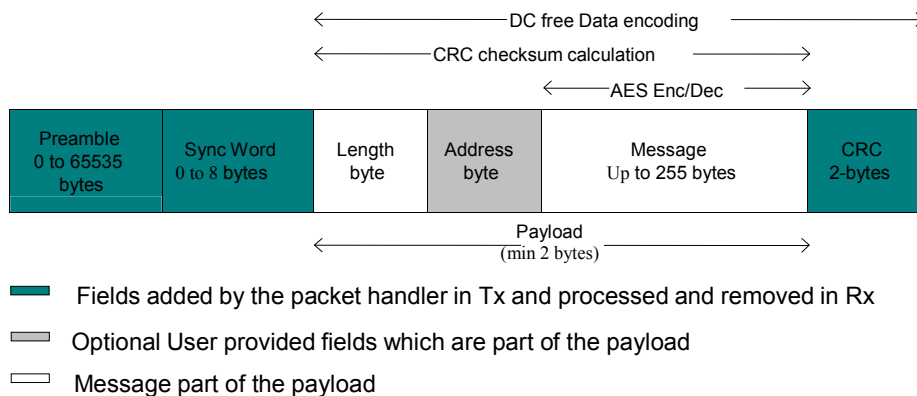 DC free Data encoding
CRC checksum calculation
AES Enc/Dec
Preamble
0 to 65535
bytes
Sync Word
0 to 8 bytes
Length
byte
Address
byte
Message
Up to 255 bytes
CRC
2-bytes
Payload
(min 2 bytes)
Fields added by the packet handler in Tx and processed and removed in Rx
Optional User provided fields which are part of the payload
Message part of the payload